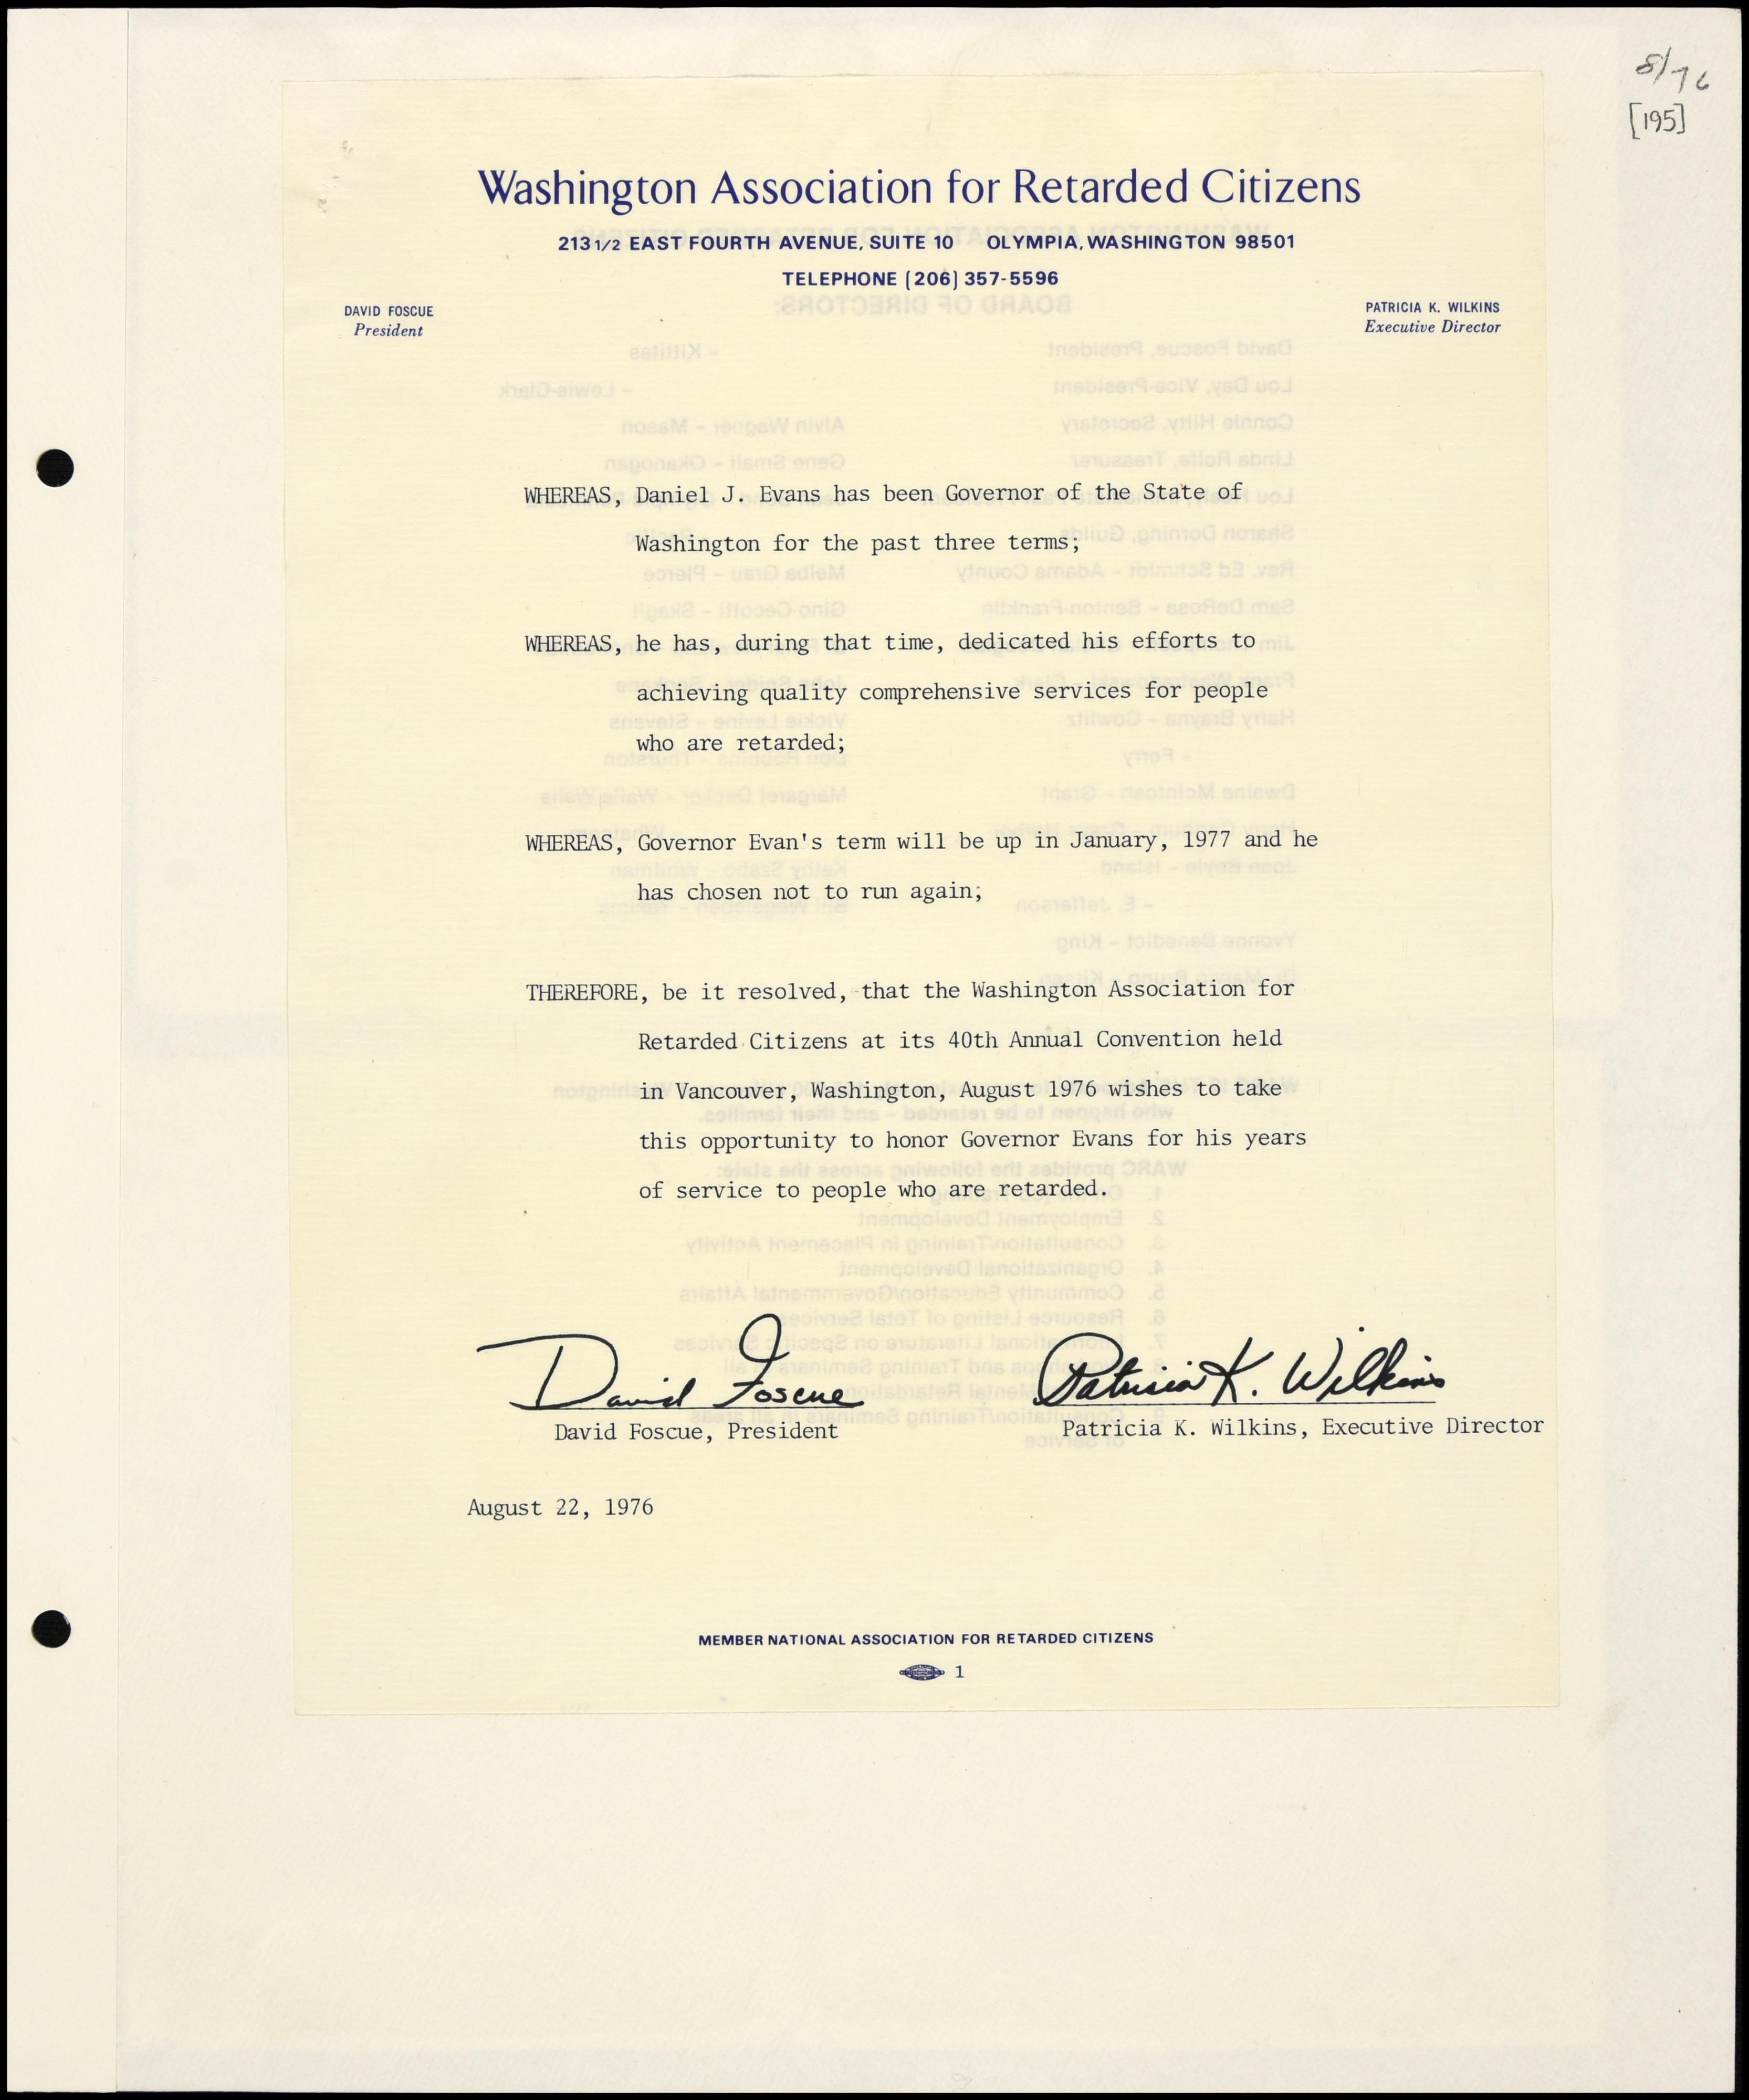 8/76
[195]
Washington Association for Retarded Citizens
213 1/2 EAST FOURTH AVENUE, SUITE 10 OLYMPIA, WASHINGTON 98501
TELEPHONE (206) 357-5596
DAVID FOSCUE
President
PATRICIA K. WILKINS
Executive Director
WHEREAS, Daniel J. Evans has been Governor of the State of
Washington for the past three terms;
WHEREAS, he has, during that time, dedicated his efforts to
achieving quality comprehensive services for people
who are retarded;
WHEREAS, Governor Evan's term will be up in January, 1977 and he
has chosen not to run again;
THEREFORE, be it resolved, that the Washington Association for
Retarded Citizens at its 40th Annual Convention held
in Vancouver, Washington, August 1976 wishes to take
this opportunity to honor Governor Evans for his years
of service to people who are retarded.
David Foscue
Patricia K. Wilkins
David Foscue, President
Patricia K. Wilkins, Executive Director
August 22, 1976
MEMBER NATIONAL ASSOCIATION FOR RETARDED CITIZENS
1